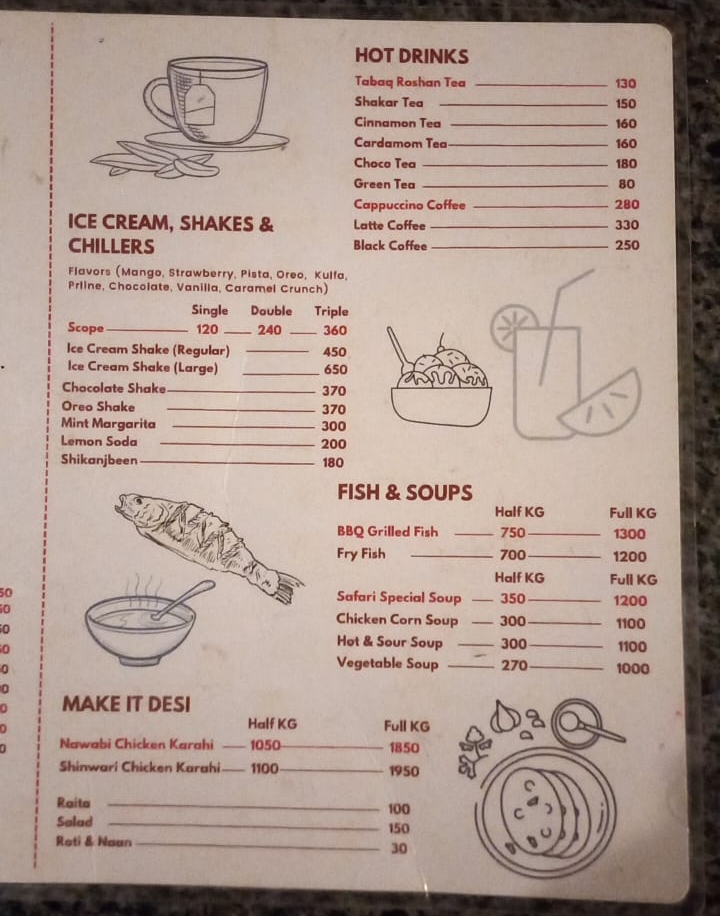 HOT DRINKS
Tabaq Roshan Tea 130
Shakar Tea 150
Cinnamon Tea 160
Cardamom Tea 160
Choco Tea 180
Green Tea 80
Cappuccino Coffee 280
Latte Coffee 330
Black Coffee 250
ICE CREAM, SHAKES &
CHILLERS
Flavors (Mango, Strawberry, Pista, Oreo, Kulfa,
Prline, Chocolate, Vanilla, Caramel Crunch)
Single Double Triple
Scope 120 240 360
Ice Cream Shake (Regular) 450
Ice Cream Shake (Large) 650
Chocolate Shake 370
Oreo Shake 370
Mint Margarita 300
Lemon Soda 200
Shikanjbeen 180
FISH & SOUPS
Half KG Full KG
BBQ Grilled Fish 750 1300
Fry Fish 700 1200
Half KG Full KG
Safari Special Soup 350 1200
Chicken Corn Soup 300 1100
Hot & Sour Soup 300 1100
Vegetable Soup 270 1000
MAKE IT DESI
Half KG Full KG
Nawabi Chicken Karahi 1050 1850
Shinwari Chicken Karahi 1100 1950
Raita 100
Salad 150
Roti & Naan 30